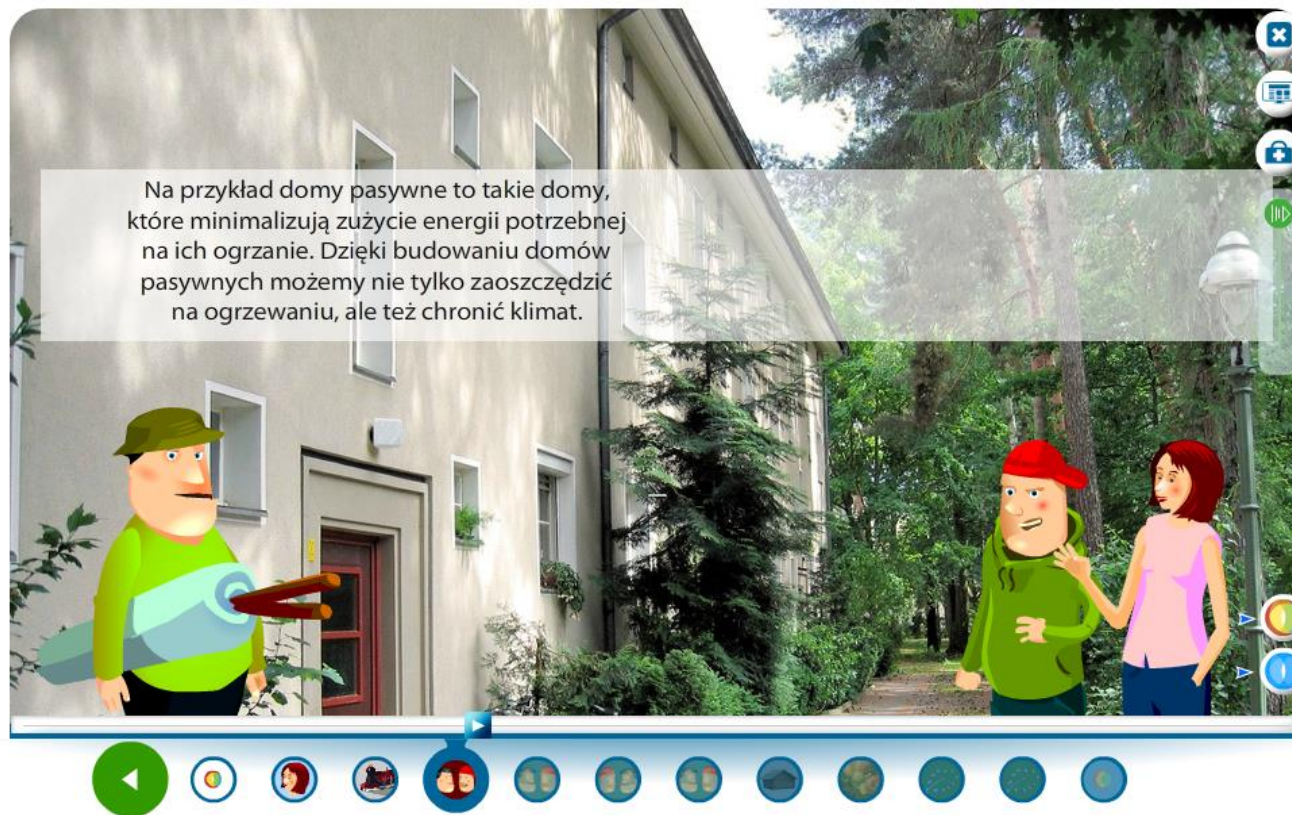 Na przykład domy pasywne to takie domy,
które minimalizują zużycie energii potrzebnej
na ich ogrzanie. Dzięki budowaniu domów
pasywnych możemy nie tylko zaoszczędzić
na ogrzewaniu, ale też chronić klimat.